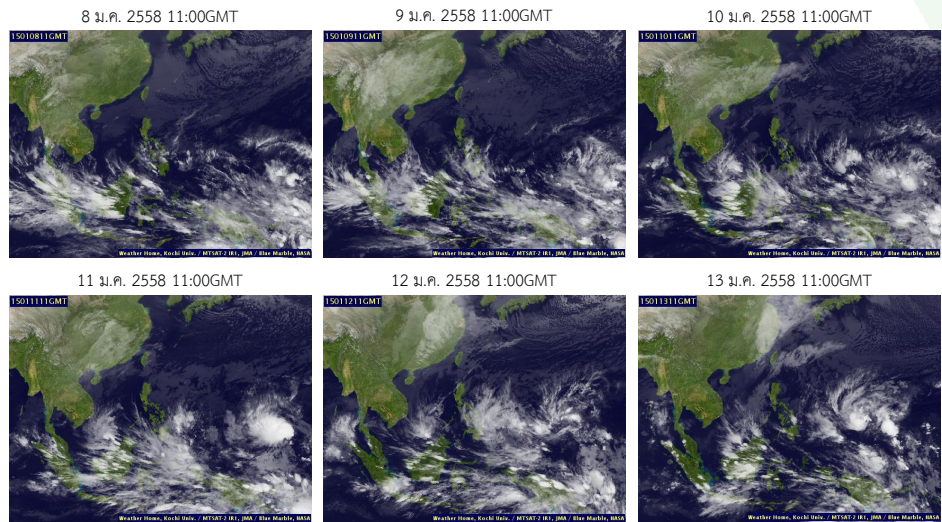 8 ม.ค. 2558 11:00GMT
9 ม.ค. 2558 11:00GMT
10 ม.ค. 2558 11:00GMT
15010811GMT
15010911GMT
15011011GMT
Weather Home, Kochi Univ. / MTSAT-2 IR1, JMA / Blue Marble, NASA
Weather Home, Kochi Univ. / MTSAT-2 IR1, JMA / Blue Marble, NASA
Weather Home, Kochi Univ. / MTSAT-2 IR1, JMA / Blue Marble, NASA
11 ม.ค. 2558 11:00GMT
12 ม.ค. 2558 11:00GMT
13 ม.ค. 2558 11:00GMT
15011111GMT
15011211GMT
15011311GMT
Weather Home, Kochi Univ. / MTSAT-2 IR1, JMA / Blue Marble, NASA
Weather Home, Kochi Univ. / MTSAT-2 IR1, JMA / Blue Marble, NASA
Weather Home, Kochi Univ. / MTSAT-2 IR1, JMA / Blue Marble, NASA